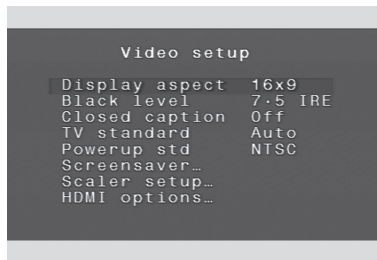 Video setup
Display aspect 16x9
Black level 7.5 IRE
Closed caption Off
TV standard Auto
Powerup std NTSC
Screensaver…
Scaler setup…
HDMI options…